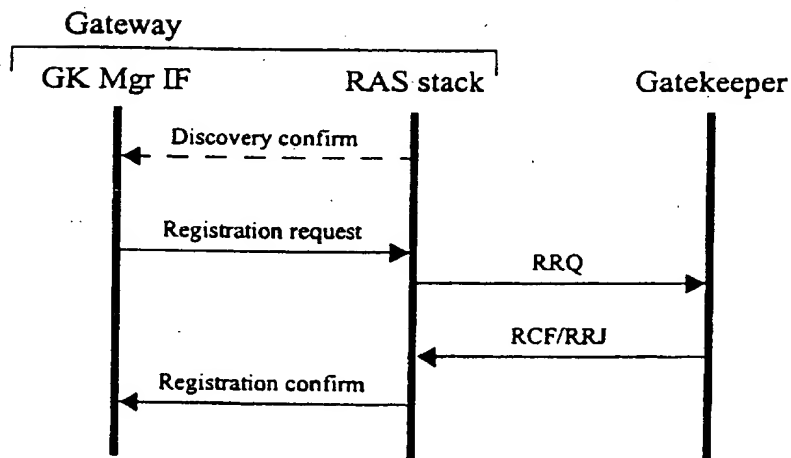 Gateway
GK Mgr IF
RAS stack
Gatekeeper
Discovery confirm
Registration request
RRQ
RCF/RRJ
Registration confirm